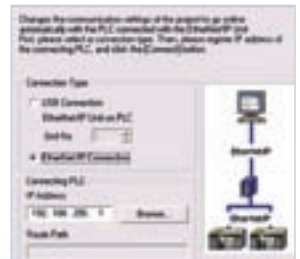 Changes the communication settings of the project to go online
automatically with the PLC connected with the EtherNet/IP Unit
First, please select a connection type. Then, please register IP address of
the connecting PLC, and click the [Connect] button.
Connection Type
USB Connection
EtherNet/IP Unit on PLC
Unit No.
EtherNet/IP Connection
Connecting PLC
IP Address
192. 168. 250. 1
Browse...
Route Path
EtherNet/IP
EtherNet/IP